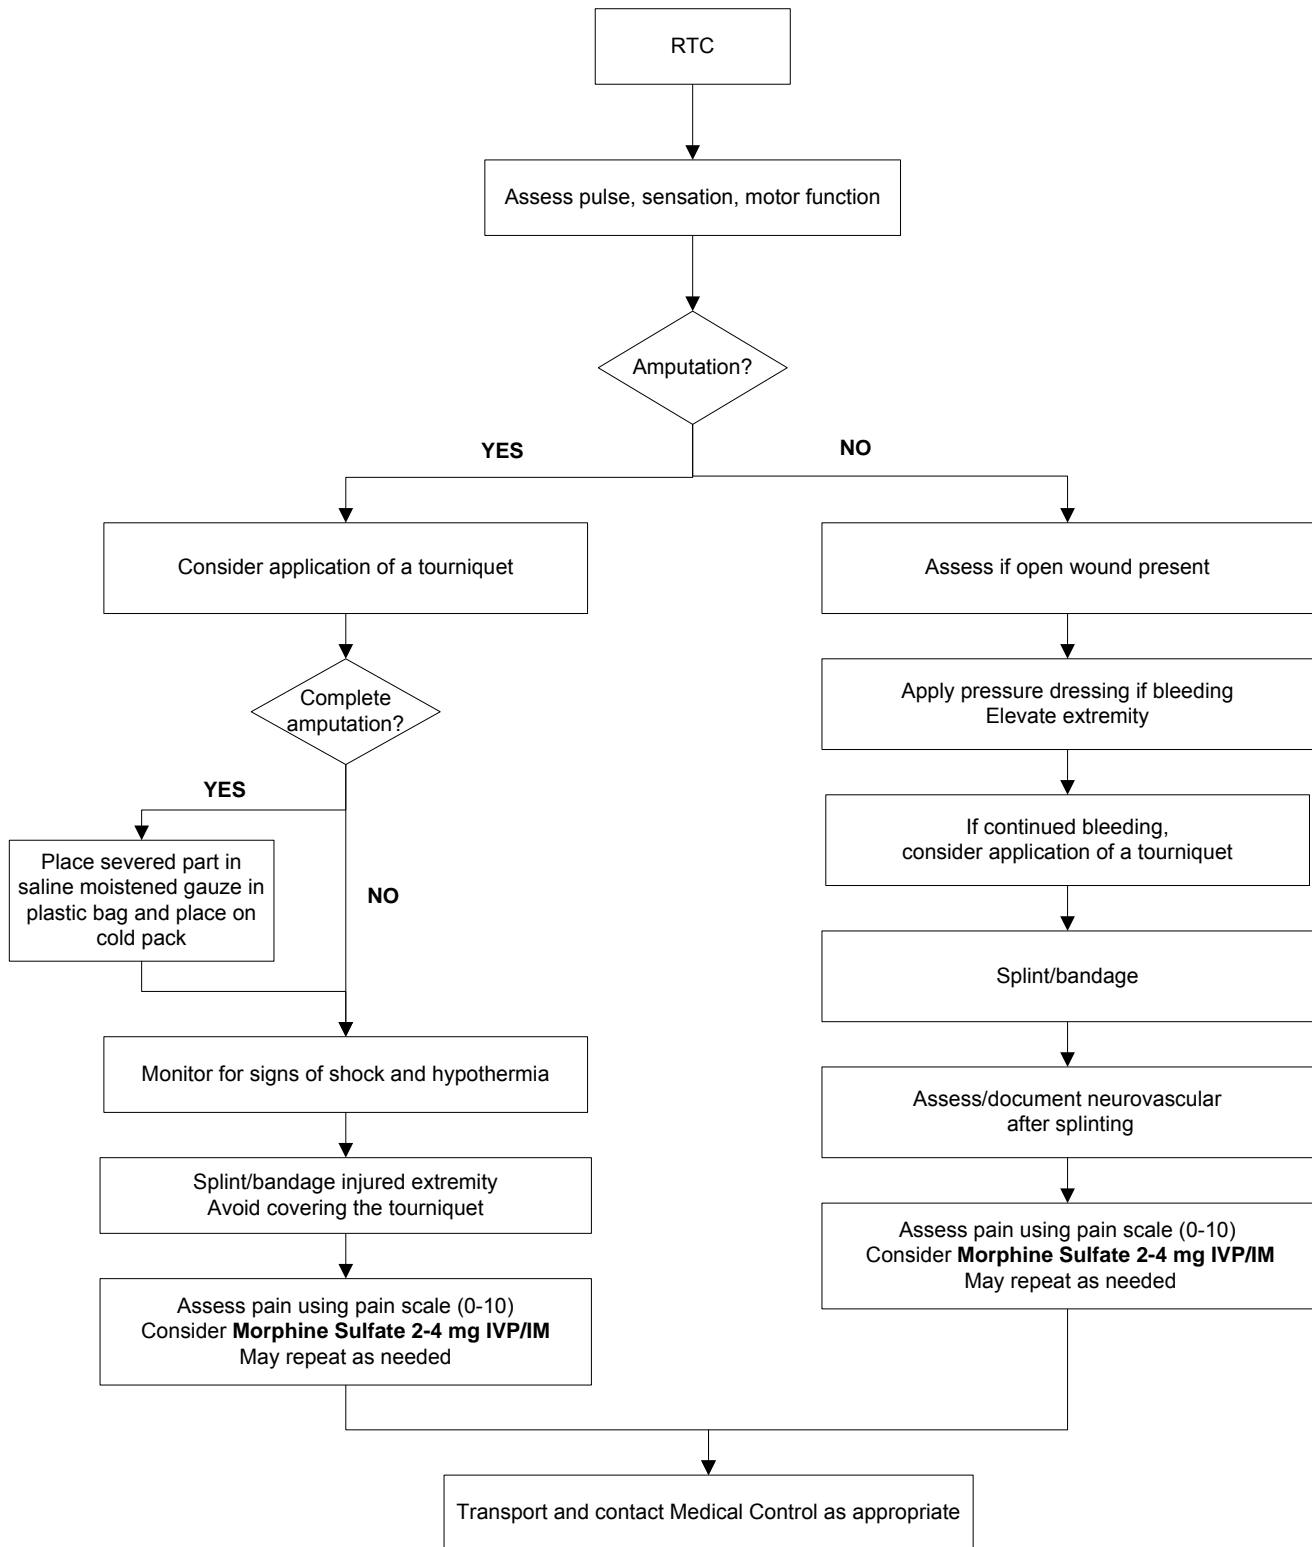 RTC
Assess pulse, sensation, motor function
Amputation?
YES
NO
Consider application of a tourniquet
Complete
amputation?
YES
Place severed part in
saline moistened gauze in
plastic bag and place on
cold pack
NO
Monitor for signs of shock and hypothermia
Splint/bandage injured extremity
Avoid covering the tourniquet
Assess pain using pain scale (0-10)
Consider Morphine Sulfate 2-4 mg IVP/IM
May repeat as needed
Assess if open wound present
Apply pressure dressing if bleeding
Elevate extremity
If continued bleeding,
consider application of a tourniquet
Splint/bandage
Assess/document neurovascular
after splinting
Assess pain using pain scale (0-10)
Consider Morphine Sulfate 2-4 mg IVP/IM
May repeat as needed
Transport and contact Medical Control as appropriate